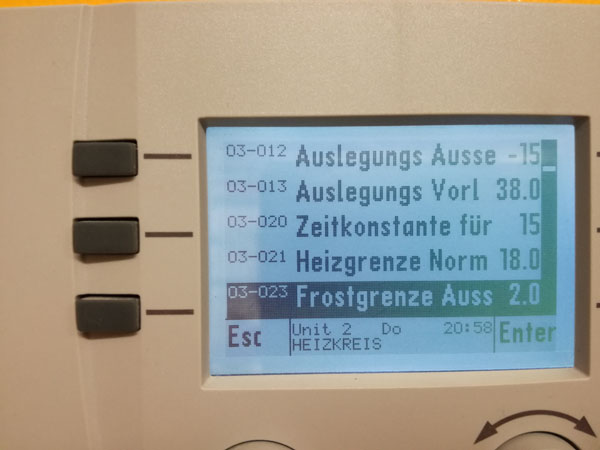 03-012 Auslegungs Ausse -15
03-013 Auslegungs Vorl 38.0
03-020 Zeitkonstante für 15
03-021 Heizgrenze Norm 18.0
03-023 Frostgrenze Auss 2.0
Esc Unit 2 Do 20:58 Enter
HEIZKREIS